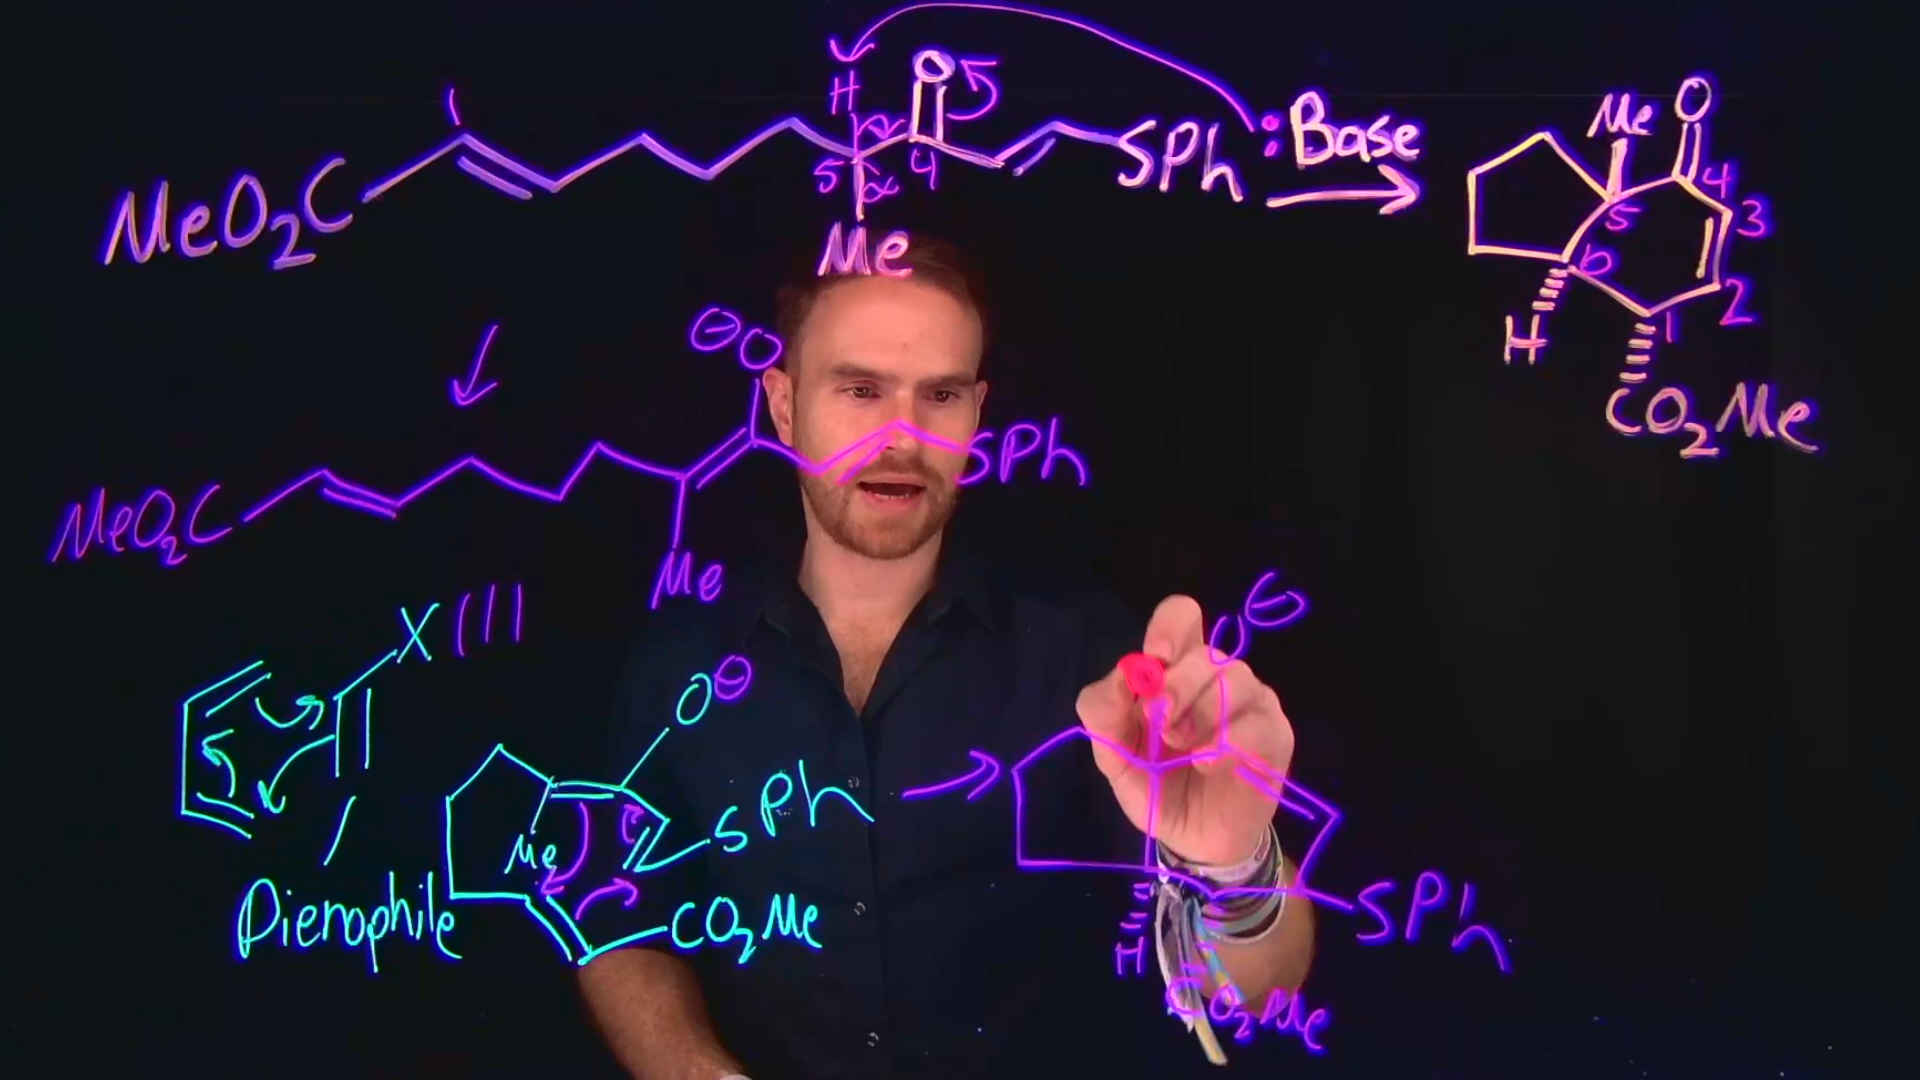 MeO₂C H 5 α α 4 O Me SPh :Base
Me O 5 4 3 2 1 6 H CO₂Me
MeO₂C Me ⊖O SPh
X
Dienophile
Me O⊖ SPh CO₂Me
O⊖ H SPh CO₂Me